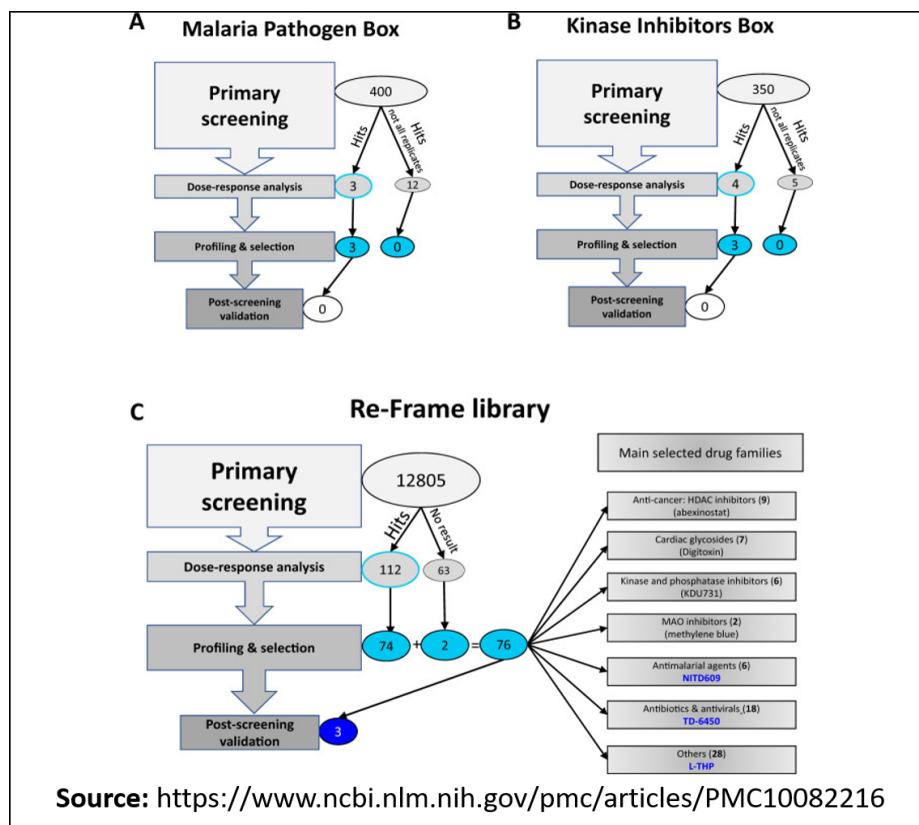 A
Malaria Pathogen Box
Primary
screening
400
Hits
Hits
not all replicates
Dose-response analysis
3
12
Profiling & selection
3
0
Post-screening
validation
0
B
Kinase Inhibitors Box
Primary
screening
350
Hits
Hits
not all replicates
Dose-response analysis
4
5
Profiling & selection
3
0
Post-screening
validation
0
C
Re-Frame library
Primary
screening
12805
Hits
No result
Dose-response analysis
112
63
Profiling & selection
74 + 2 = 76
Post-screening
validation
3
Main selected drug families
Anti-cancer: HDAC inhibitors (9)
(abexinostat)
Cardiac glycosides (7)
(Digitoxin)
Kinase and phosphatase inhibitors (6)
(KDU731)
MAO inhibitors (2)
(methylene blue)
Antimalarial agents (6)
NITD609
Antibiotics & antivirals (18)
TD-6450
Others (28)
L-THP
Source: https://www.ncbi.nlm.nih.gov/pmc/articles/PMC10082216